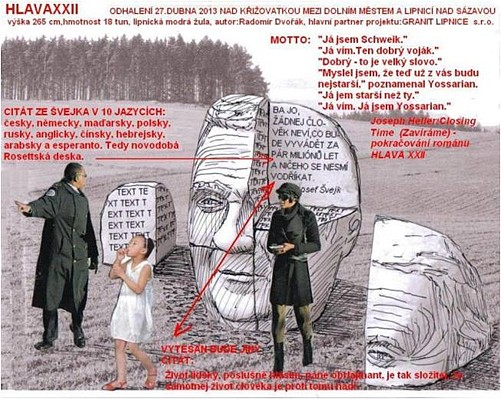 HLAVAXXII
ODHALENÍ 27.DUBNA 2013 NAD KŘIŽOVATKOU MEZI DOLNÍM MĚSTEM A LIPNICÍ NAD SÁZAVOU
výška 265 cm,hmotnost 18 tun, lipnická modrá žula, autor:Radomír Dvořák, hlavní partner projektu:GRANIT LIPNICE s.r.o.
MOTTO: "Já jsem Schweik."
"Já vím.Ten dobrý voják."
"Dobrý - to je velký slovo."
"Myslel jsem, že teď už z vás budu
nejstarší," poznamenal Yossarian.
"Já jem starší než ty."
"Já vím. Já jsem Yossarian."
Joseph Heller:Closing
Time (Zavíráme) -
pokračování románu
HLAVA XXII
CITÁT ZE ŠVEJKA V 10 JAZYCÍCH:
česky, německy, maďarsky, polsky,
rusky, anglicky, čínsky, hebrejsky,
arabsky a esperanto. Tedy novodobá
Rosettská deska.
BA JO,
ŽÁDNEJ ČLO-
VĚK NEVÍ,CO BU-
DE VYVÁDĚT ZA
PÁR MILIÓNŮ LET
A NIČEHO SE NESMÍ
VODŘÍKAT.
Josef Švejk
TEXT TE
XT TEXT
EXT TEXT T
EXT TEXT
TEXT TE
TEXT
VYTESÁN BUDE JINÝ
CITÁT:
Život lidský, poslušně hlásím, pane obrlajtnant, je tak složitej, že
samotnej život člověka je proti tomu hadr.